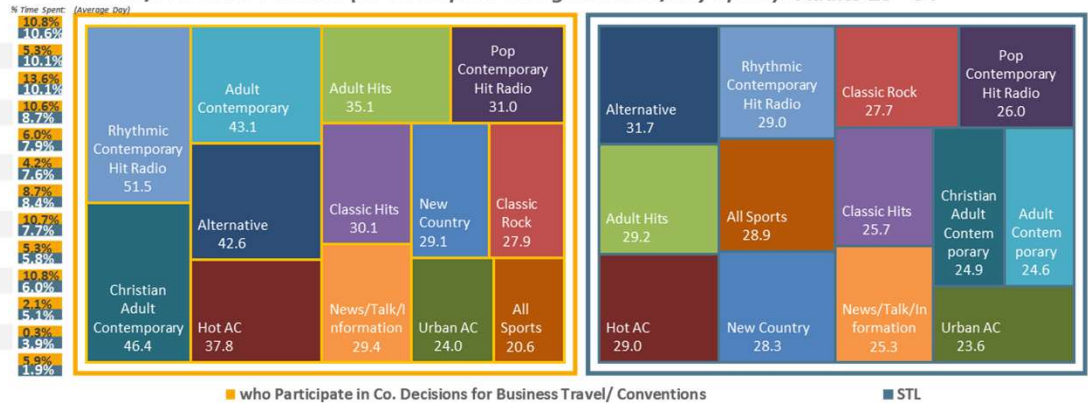 % Time Spent: (Average Day)
10.8%
10.6%
5.3%
10.1%
13.6%
10.1%
10.6%
8.7%
6.0%
7.9%
4.2%
7.6%
8.7%
8.4%
10.7%
7.7%
5.3%
5.8%
10.8%
6.0%
2.1%
5.1%
0.3%
3.9%
5.9%
1.9%
Rhythmic
Contemporary
Hit Radio
51.5
Christian
Adult
Contemporary
46.4
Adult
Contemporary
43.1
Alternative
42.6
Hot AC
37.8
Adult Hits
35.1
Pop
Contemporary
Hit Radio
31.0
Classic Hits
30.1
New
Country
29.1
Classic
Rock
27.9
News/Talk/I
nformation
29.4
Urban AC
24.0
All
Sports
20.6
Alternative
31.7
Adult Hits
29.2
Hot AC
29.0
Rhythmic
Contemporary
Hit Radio
29.0
All Sports
28.9
New Country
28.3
Classic Rock
27.7
Pop
Contemporary
Hit Radio
26.0
Classic Hits
25.7
Christian
Adult
Contem
porary
24.9
Adult
Contem
porary
24.6
News/Talk/In
formation
25.3
Urban AC
23.6
who Participate in Co. Decisions for Business Travel/ Conventions
STL